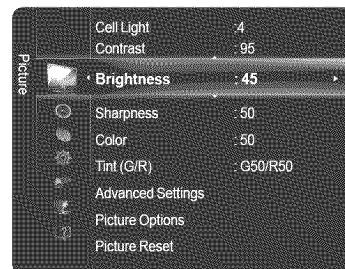 Picture
Cell Light :4
Contrast :95
Brightness : 45
Sharpness : 50
Color : 50
Tint (G/R) : G50/R50
Advanced Settings
Picture Options
Picture Reset